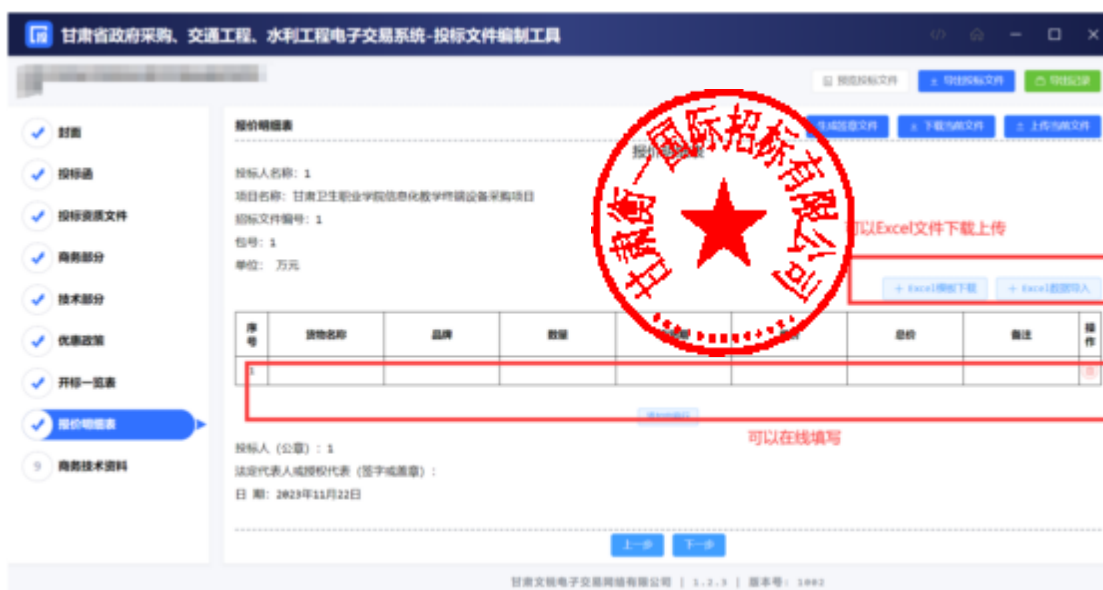 甘肃省政府采购、交通工程、水利工程电子交易系统-投标文件编制工具
预览投标文件 导出投标文件 导出记录
封面
投标函
投标资质文件
商务部分
技术部分
优惠政策
开标一览表
报价明细表
9 商务技术资料
报价明细表
生成签章文件 下载当前文件 上传当前文件
投标人名称：1
项目名称：甘肃卫生职业学院信息化教学终端设备采购项目
招标文件编号：1
包号：1
单位： 万元
甘肃衡一国际招标有限公司
可以Excel文件下载上传
+ Excel模板下载 + Excel数据导入
序号 货物名称 品牌 数量 总价 备注 操作
1
可以在线填写
投标人（公章）：1
法定代表人或授权代表（签字或盖章）：
日 期：2023年11月22日
上一步 下一步
甘肃文锐电子交易网络有限公司 | 1.2.3 | 版本号：1002